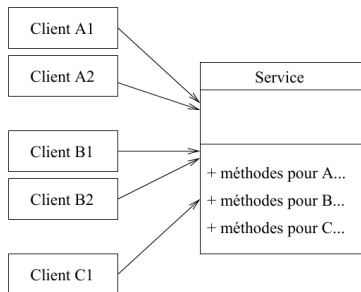 Client A1
Client A2
Client B1
Client B2
Client C1
Service
+ méthodes pour A...
+ méthodes pour B...
+ méthodes pour C...